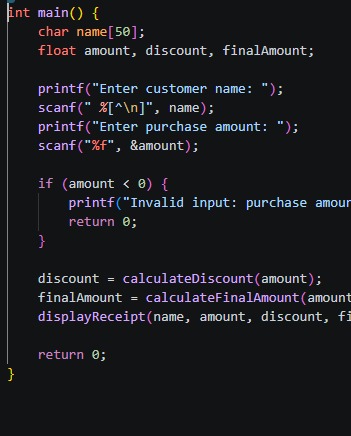 int main() {
char name[50];
float amount, discount, finalAmount;
printf("Enter customer name: ");
scanf(" %[^\n]", name);
printf("Enter purchase amount: ");
scanf("%f", &amount);
if (amount < 0) {
printf("Invalid input: purchase
return 0;
}
discount = calculateDiscount(amount);
finalAmount = calculateFinalAmount(amount
displayReceipt(name, amount, discount,
return 0;
}